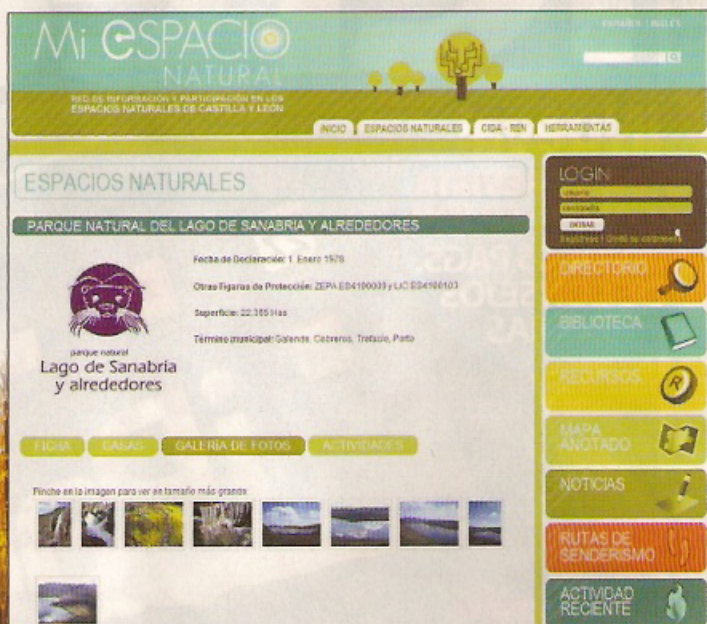 Mi ESPACIO
NATURAL
RED DE INFORMACIÓN Y PARTICIPACIÓN EN LOS
ESPACIOS NATURALES DE CASTILLA Y LEÓN
ESPAÑOL | INGLÉS
INICIO
ESPACIOS NATURALES
CIDA - REN
HERRAMIENTAS
ESPACIOS NATURALES
PARQUE NATURAL DEL LAGO DE SANABRIA Y ALREDEDORES
Fecha de Declaración: 1 Enero 1978
Otras Figuras de Protección: ZEPA y LIC
Superficie: 22.365 Has
Término municipal: Galende, Cobreros, Trefacio, Porto
parque natural
Lago de Sanabria
y alrededores
FICHA
CASAS
GALERÍA DE FOTOS
ACTIVIDADES
Pinche en la imagen para ver en tamaño más grande
LOGIN
usuario
contraseña
ENTRAR
DIRECTORIO
BIBLIOTECA
RECURSOS
R
MAPA
ANOTADO
NOTICIAS
RUTAS DE
SENDERISMO
ACTIVIDAD
RECIENTE